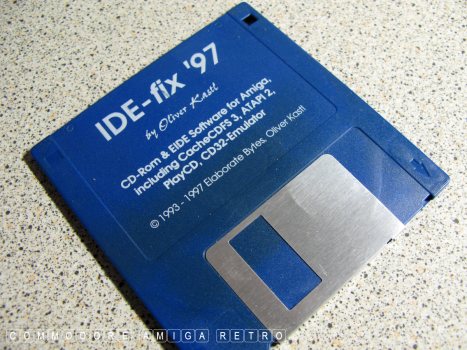 IDE-fix '97
by Oliver Kastl
CD-Rom & EIDE Software for Amiga,
including CacheCDFS 3, ATAPI 2,
PlayCD, CD32-Emulator
© 1993 - 1997 Elaborate Bytes, Oliver Kastl
COMMODORE AMIGA RETRO